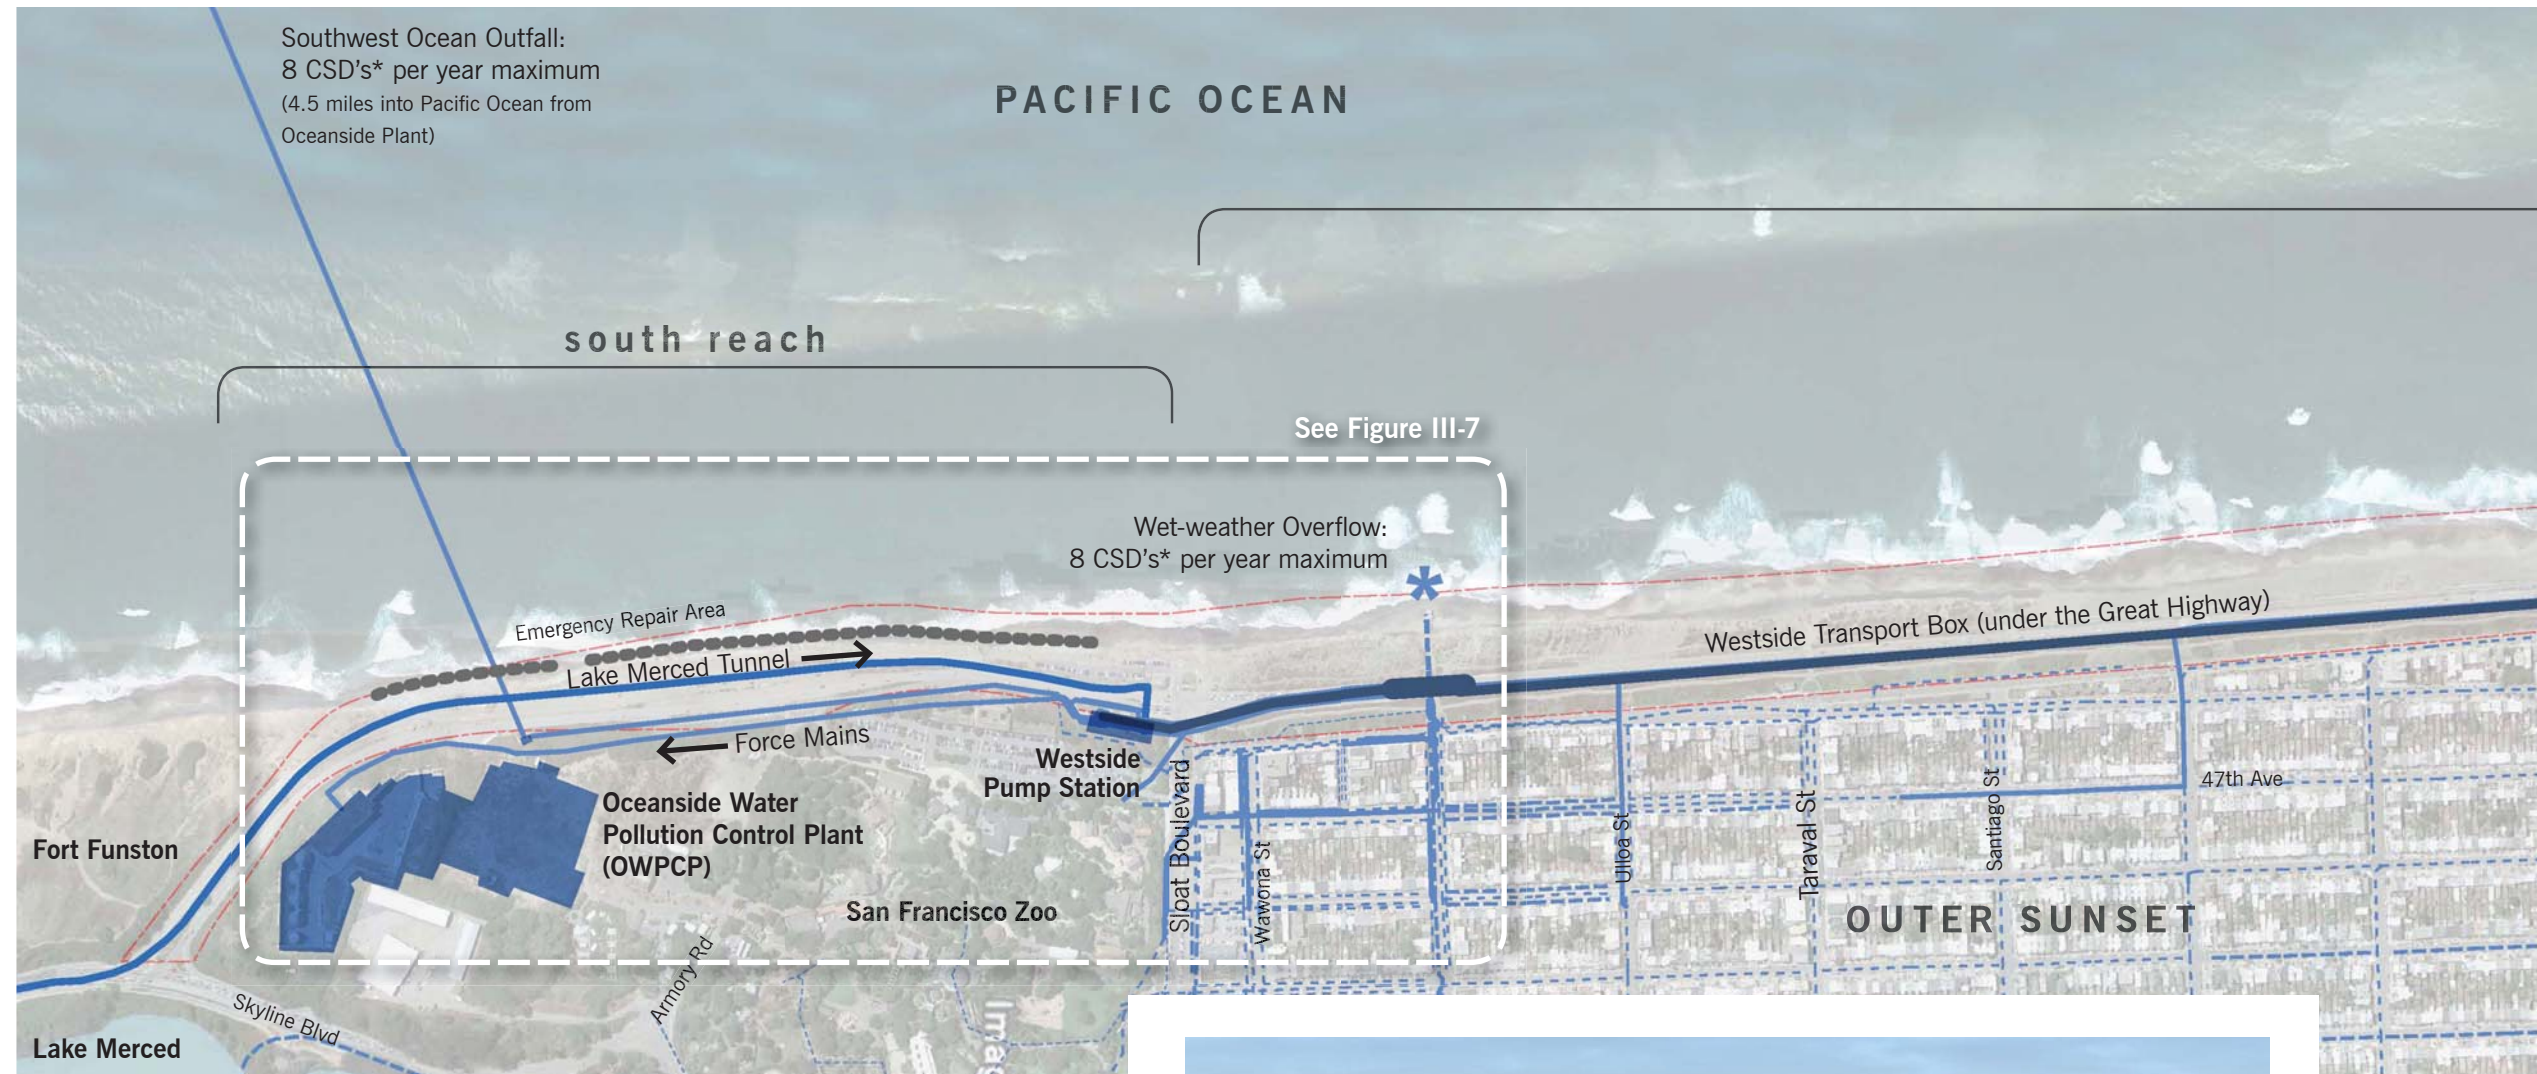 Southwest Ocean Outfall:
8 CSD's* per year maximum
(4.5 miles into Pacific Ocean from
Oceanside Plant)
PACIFIC OCEAN
south reach
See Figure III-7
Wet-weather Overflow:
8 CSD's* per year maximum
*
Emergency Repair Area
Lake Merced Tunnel
Westside Transport Box (under the Great Highway)
Force Mains
Westside
Pump Station
Oceanside Water
Pollution Control Plant
(OWPCP)
Fort Funston
San Francisco Zoo
Sloat Boulevard
Wawona St
Ulloa St
Taraval St
Santiago St
47th Ave
OUTER SUNSET
Armory Rd
Skyline Blvd
Lake Merced